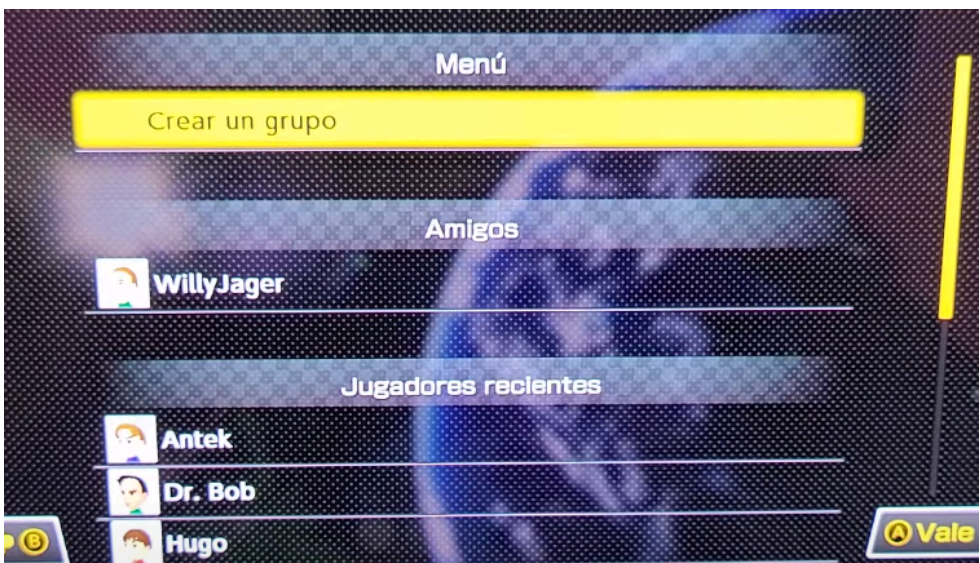 Menú
Crear un grupo
Amigos
WillyJager
Jugadores recientes
Antek
Dr. Bob
Hugo
B
A Vale